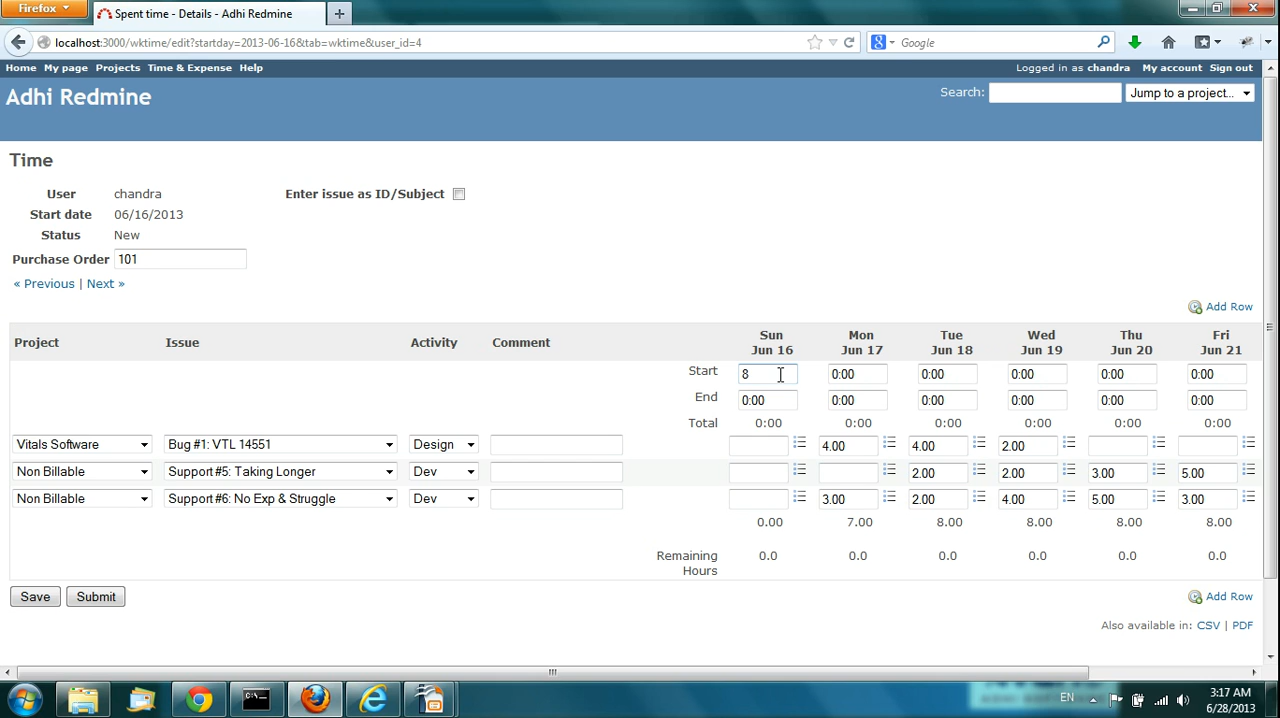 Firefox
Spent time - Details - Adhi Redmine
localhost:3000/wktime/edit?startday=2013-06-16&tab=wktime&user_id=4
Google
Home My page Projects Time & Expense Help
Logged in as chandra My account Sign out
Adhi Redmine
Search:
Jump to a project...
Time
User chandra
Enter issue as ID/Subject
Start date 06/16/2013
Status New
Purchase Order 101
« Previous | Next »
Add Row
Project Issue Activity Comment
Sun Mon Tue Wed Thu Fri
Jun 16 Jun 17 Jun 18 Jun 19 Jun 20 Jun 21
Start 8 0:00 0:00 0:00 0:00 0:00
End 0:00 0:00 0:00 0:00 0:00 0:00
Total 0:00 0:00 0:00 0:00 0:00 0:00
Vitals Software Bug #1: VTL 14551 Design 4.00 4.00 2.00
Non Billable Support #5: Taking Longer Dev 2.00 2.00 3.00 5.00
Non Billable Support #6: No Exp & Struggle Dev 3.00 2.00 4.00 5.00 3.00
0.00 7.00 8.00 8.00 8.00 8.00
Remaining 0.0 0.0 0.0 0.0 0.0 0.0
Hours
Save Submit
Add Row
Also available in: CSV | PDF
EN
3:17 AM
6/28/2013